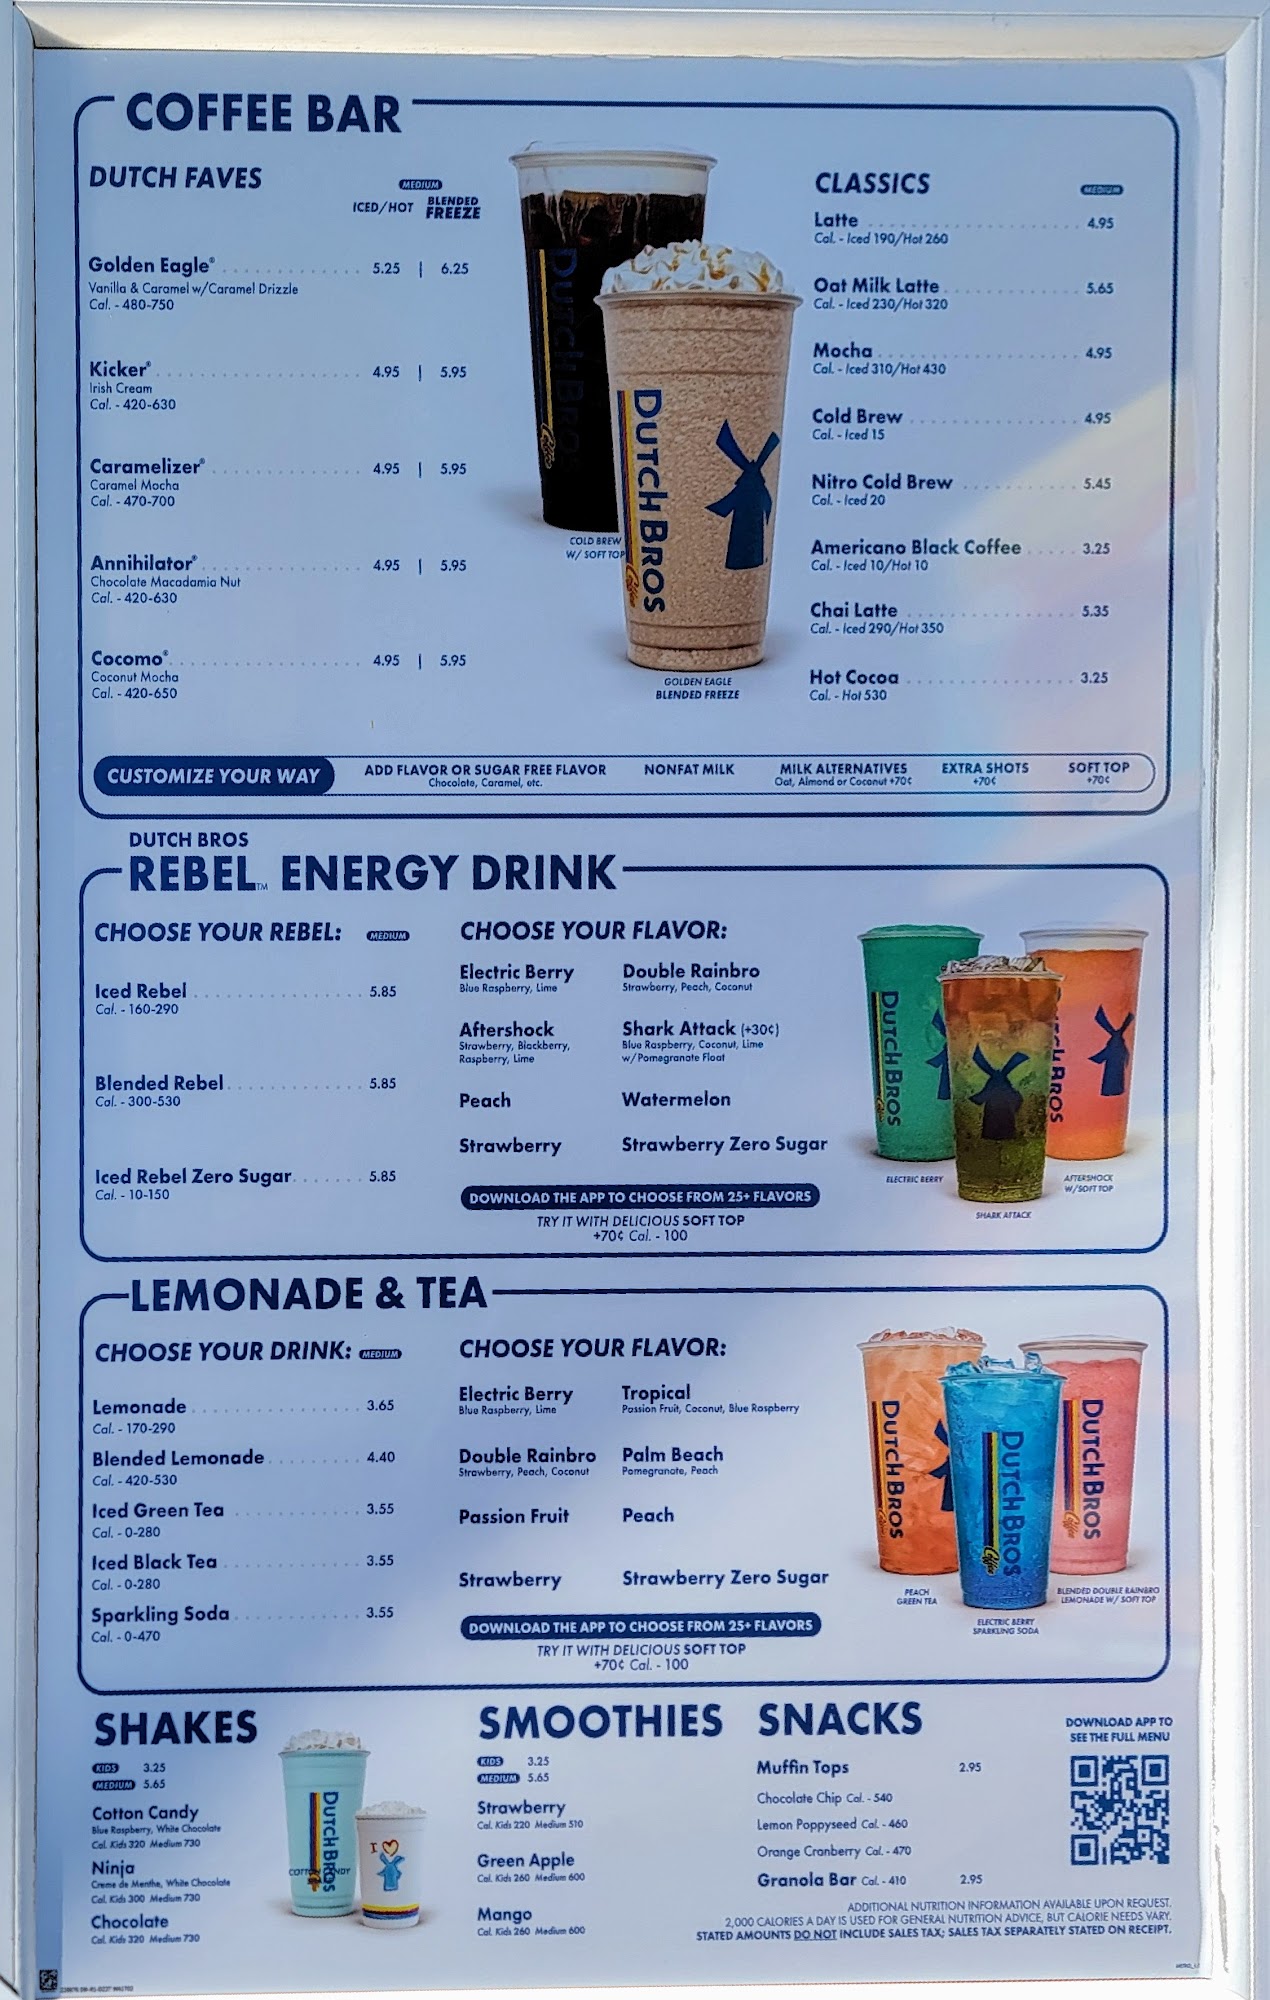 COFFEE BAR
DUTCH FAVES
MEDIUM
ICED/HOT BLENDED FREEZE
Golden Eagle® 5.25 | 6.25
Vanilla & Caramel w/Caramel Drizzle
Cal. - 480-750
Kicker® 4.95 | 5.95
Irish Cream
Cal. - 420-630
Caramelizer® 4.95 | 5.95
Caramel Mocha
Cal. - 470-700
Annihilator® 4.95 | 5.95
Chocolate Macadamia Nut
Cal. - 420-630
Cocomo® 4.95 | 5.95
Coconut Mocha
Cal. - 420-650
DUTCH BROS
Coffee
DUTCH BROS
Coffee
COLD BREW
W/ SOFT TOP
GOLDEN EAGLE
BLENDED FREEZE
CLASSICS MEDIUM
Latte 4.95
Cal. - Iced 190/Hot 260
Oat Milk Latte 5.65
Cal. - Iced 230/Hot 320
Mocha 4.95
Cal. - Iced 310/Hot 430
Cold Brew 4.95
Cal. - Iced 15
Nitro Cold Brew 5.45
Cal. - Iced 20
Americano Black Coffee 3.25
Cal. - Iced 10/Hot 10
Chai Latte 5.35
Cal. - Iced 290/Hot 350
Hot Cocoa 3.25
Cal. - Hot 530
CUSTOMIZE YOUR WAY
ADD FLAVOR OR SUGAR FREE FLAVOR
Chocolate, Caramel, etc.
NONFAT MILK
MILK ALTERNATIVES
Oat, Almond or Coconut +70¢
EXTRA SHOTS
+70¢
SOFT TOP
+70¢
DUTCH BROS
REBEL™ ENERGY DRINK
CHOOSE YOUR REBEL: MEDIUM
Iced Rebel 5.85
Cal. - 160-290
Blended Rebel 5.85
Cal. - 300-530
Iced Rebel Zero Sugar 5.85
Cal. - 10-150
CHOOSE YOUR FLAVOR:
Electric Berry
Blue Raspberry, Lime
Double Rainbro
Strawberry, Peach, Coconut
Aftershock
Strawberry, Blackberry,
Raspberry, Lime
Shark Attack (+30¢)
Blue Raspberry, Coconut, Lime
w/Pomegranate Float
Peach
Watermelon
Strawberry
Strawberry Zero Sugar
DOWNLOAD THE APP TO CHOOSE FROM 25+ FLAVORS
TRY IT WITH DELICIOUS SOFT TOP
+70¢ Cal. - 100
DUTCH BROS
ELECTRIC BERRY
SHARK ATTACK
AFTERSHOCK
W/SOFT TOP
LEMONADE & TEA
CHOOSE YOUR DRINK: MEDIUM
Lemonade 3.65
Cal. - 170-290
Blended Lemonade 4.40
Cal. - 420-530
Iced Green Tea 3.55
Cal. - 0-280
Iced Black Tea 3.55
Cal. - 0-280
Sparkling Soda 3.55
Cal. - 0-470
CHOOSE YOUR FLAVOR:
Electric Berry
Blue Raspberry, Lime
Tropical
Passion Fruit, Coconut, Blue Raspberry
Double Rainbro
Strawberry, Peach, Coconut
Palm Beach
Pomegranate, Peach
Passion Fruit
Peach
Strawberry
Strawberry Zero Sugar
DOWNLOAD THE APP TO CHOOSE FROM 25+ FLAVORS
TRY IT WITH DELICIOUS SOFT TOP
+70¢ Cal. - 100
DUTCH BROS
Coffee
DUTCH BROS
Coffee
DUTCH BROS
Coffee
PEACH
GREEN TEA
ELECTRIC BERRY
SPARKLING SODA
BLENDED DOUBLE RAINBRO
LEMONADE W/ SOFT TOP
SHAKES
KIDS 3.25
MEDIUM 5.65
Cotton Candy
Blue Raspberry, White Chocolate
Cal. Kids 320 Medium 730
Ninja
Creme de Menthe, White Chocolate
Cal. Kids 300 Medium 730
Chocolate
Cal. Kids 320 Medium 730
DUTCH BROS
COTTON CANDY
I
SMOOTHIES
KIDS 3.25
MEDIUM 5.65
Strawberry
Cal. Kids 220 Medium 510
Green Apple
Cal. Kids 260 Medium 600
Mango
Cal. Kids 260 Medium 600
SNACKS
Muffin Tops 2.95
Chocolate Chip Cal. - 540
Lemon Poppyseed Cal. - 460
Orange Cranberry Cal. - 470
Granola Bar Cal. - 410 2.95
DOWNLOAD APP TO
SEE THE FULL MENU
ADDITIONAL NUTRITION INFORMATION AVAILABLE UPON REQUEST.
2,000 CALORIES A DAY IS USED FOR GENERAL NUTRITION ADVICE, BUT CALORIE NEEDS VARY.
STATED AMOUNTS DO NOT INCLUDE SALES TAX; SALES TAX SEPARATELY STATED ON RECEIPT.